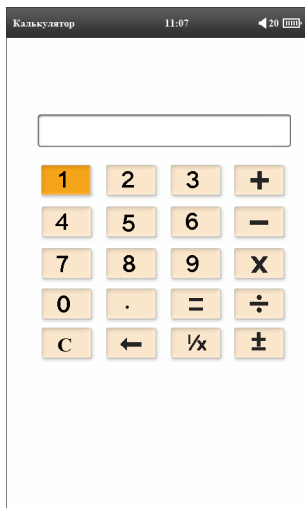 Калькулятор 11:07 20
1 2 3 +
4 5 6 −
7 8 9 X
0 . = ÷
C ← 1/x ±